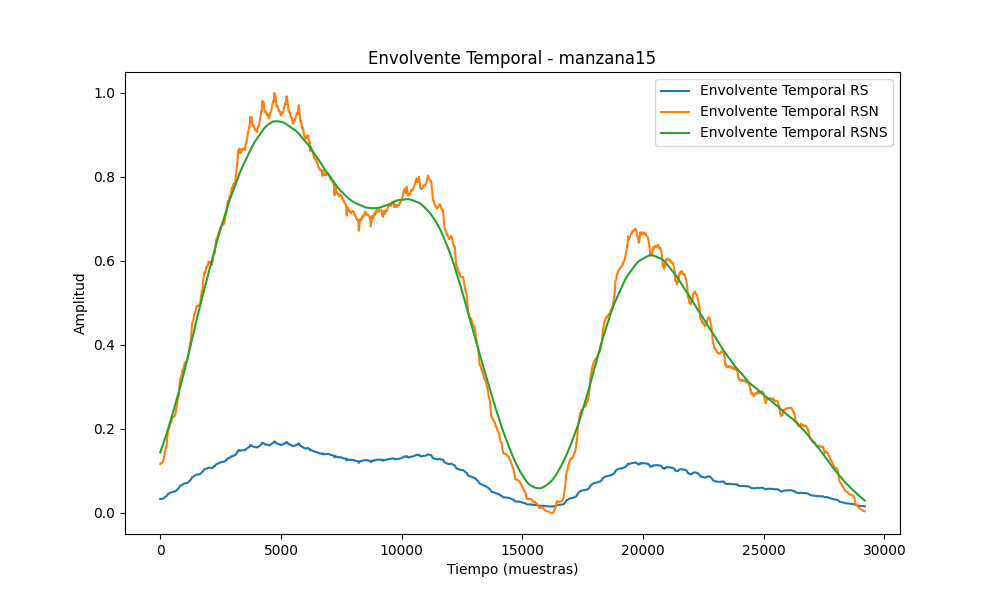 Envolvente Temporal - manzana15
Envolvente Temporal RS
Envolvente Temporal RSN
Envolvente Temporal RSNS
Amplitud
1.0
0.8
0.6
0.4
0.2
0.0
0 5000 10000 15000 20000 25000 30000
Tiempo (muestras)